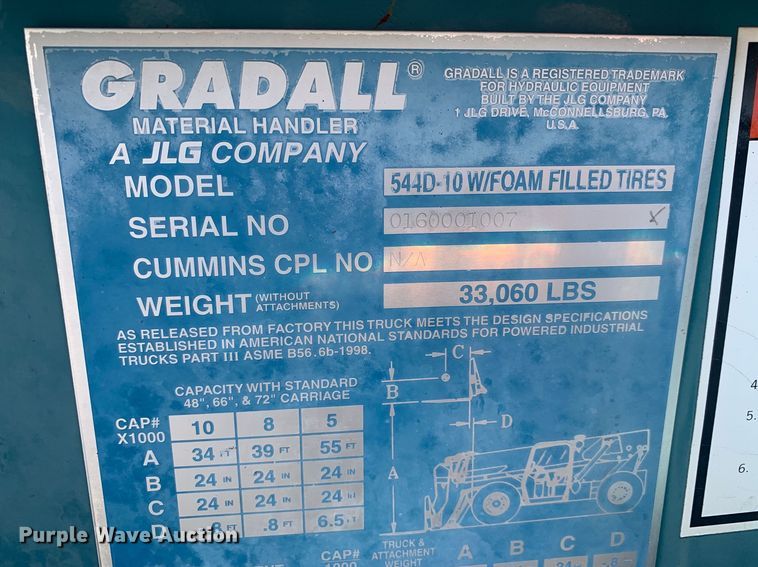 GRADALL®
MATERIAL HANDLER
A JLG COMPANY
GRADALL IS A REGISTERED TRADEMARK
FOR HYDRAULIC EQUIPMENT
BUILT BY THE JLG COMPANY
1 JLG DRIVE, McCONNELLSBURG, PA
U.S.A.
MODEL 544D-10 W/FOAM FILLED TIRES
SERIAL NO 0160001007 X
CUMMINS CPL NO N/A
WEIGHT (WITHOUT ATTACHMENTS) 33,060 LBS
AS RELEASED FROM FACTORY THIS TRUCK MEETS THE DESIGN SPECIFICATIONS
ESTABLISHED IN AMERICAN NATIONAL STANDARDS FOR POWERED INDUSTRIAL
TRUCKS PART III ASME B56.6b-1998.
CAPACITY WITH STANDARD
48", 66", & 72" CARRIAGE
CAP# X1000 10 8 5
A 34 FT 39 FT 55 FT
B 24 IN 24 IN 24 IN
C 24 IN 24 IN 24 IN
D .8 FT .8 FT 6.5 FT
C
B
D
A
CAP#
TRUCK &
ATTACHMENT
WEIGHT
A B C D
4.
5.
6.
Purple Wave Auction